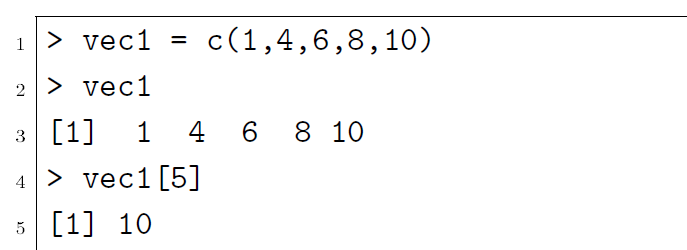 1 > vec1 = c(1,4,6,8,10)
2 > vec1
3 [1]  1  4  6  8 10
4 > vec1[5]
5 [1] 10